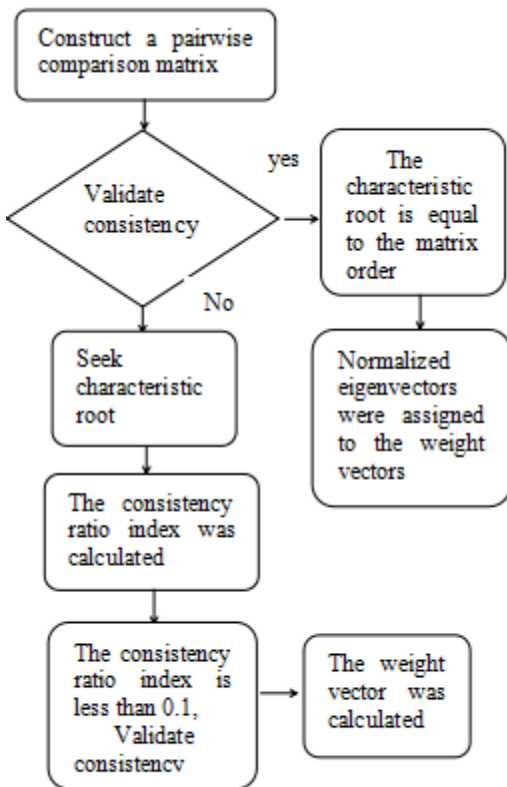 Construct a pairwise
comparison matrix
yes
The
characteristic
root is equal
to the matrix
order
Validate
consistency
No
Seek
characteristic
root
Normalized
eigenvectors
were assigned
to the weight
vectors
The consistency
ratio index was
calculated
The consistency
ratio index is
less than 0.1,
Validate
consistency
The weight
vector was
calculated